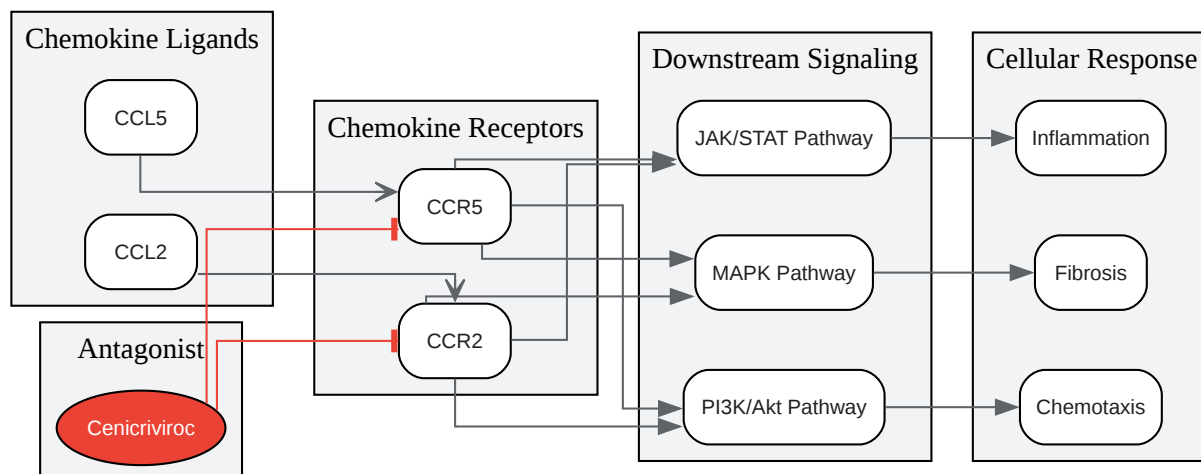 Chemokine Ligands
CCL5
CCL2
Antagonist
Cenicriviroc
Chemokine Receptors
CCR5
CCR2
Downstream Signaling
JAK/STAT Pathway
MAPK Pathway
PI3K/Akt Pathway
Cellular Response
Inflammation
Fibrosis
Chemotaxis